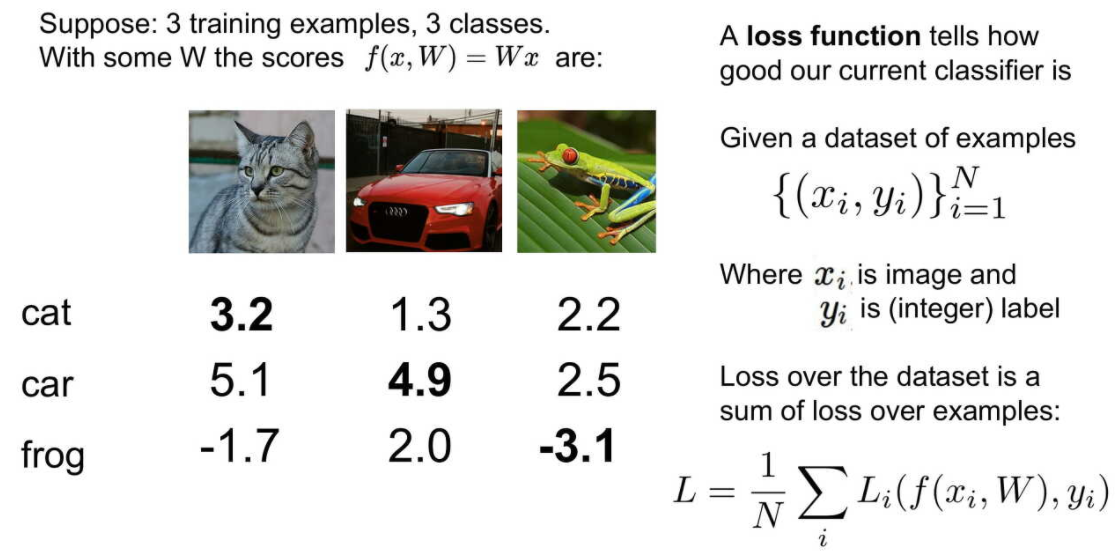 Suppose: 3 training examples, 3 classes.
With some W the scores f(x, W) = Wx are:
cat 3.2 1.3 2.2
car 5.1 4.9 2.5
frog -1.7 2.0 -3.1
A loss function tells how
good our current classifier is
Given a dataset of examples
{(x_i, y_i)}_{i=1}^N
Where x_i is image and
y_i is (integer) label
Loss over the dataset is a
sum of loss over examples:
L = \frac{1}{N} \sum_i L_i(f(x_i, W), y_i)